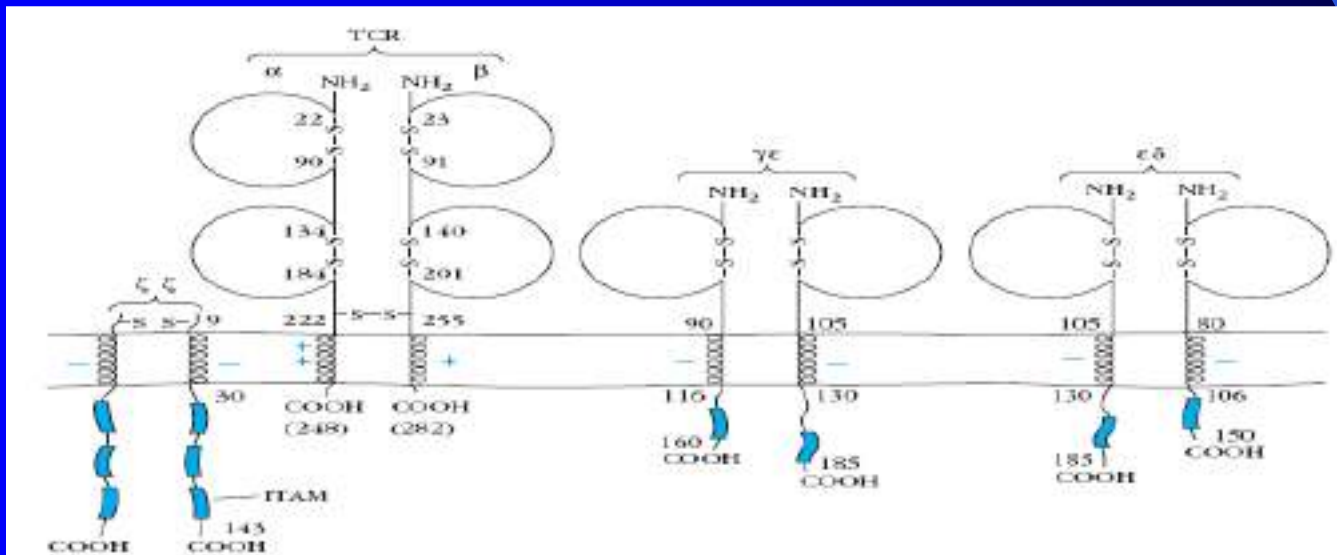 TCR
α NH2 NH2 β
22 S S 23
90 S S 91
γε
εδ
NH2 NH2
NH2 NH2
134 S S 140
184 S S 201
S S
S S
S S
S S
ζ ζ
S S 9
222 S S 255
90 105
105 80
− − + + + − − − −
30
COOH COOH
(248) (282)
116 130
130 106
160
COOH
185
COOH
185
COOH
150
COOH
ITAM
143
COOH COOH